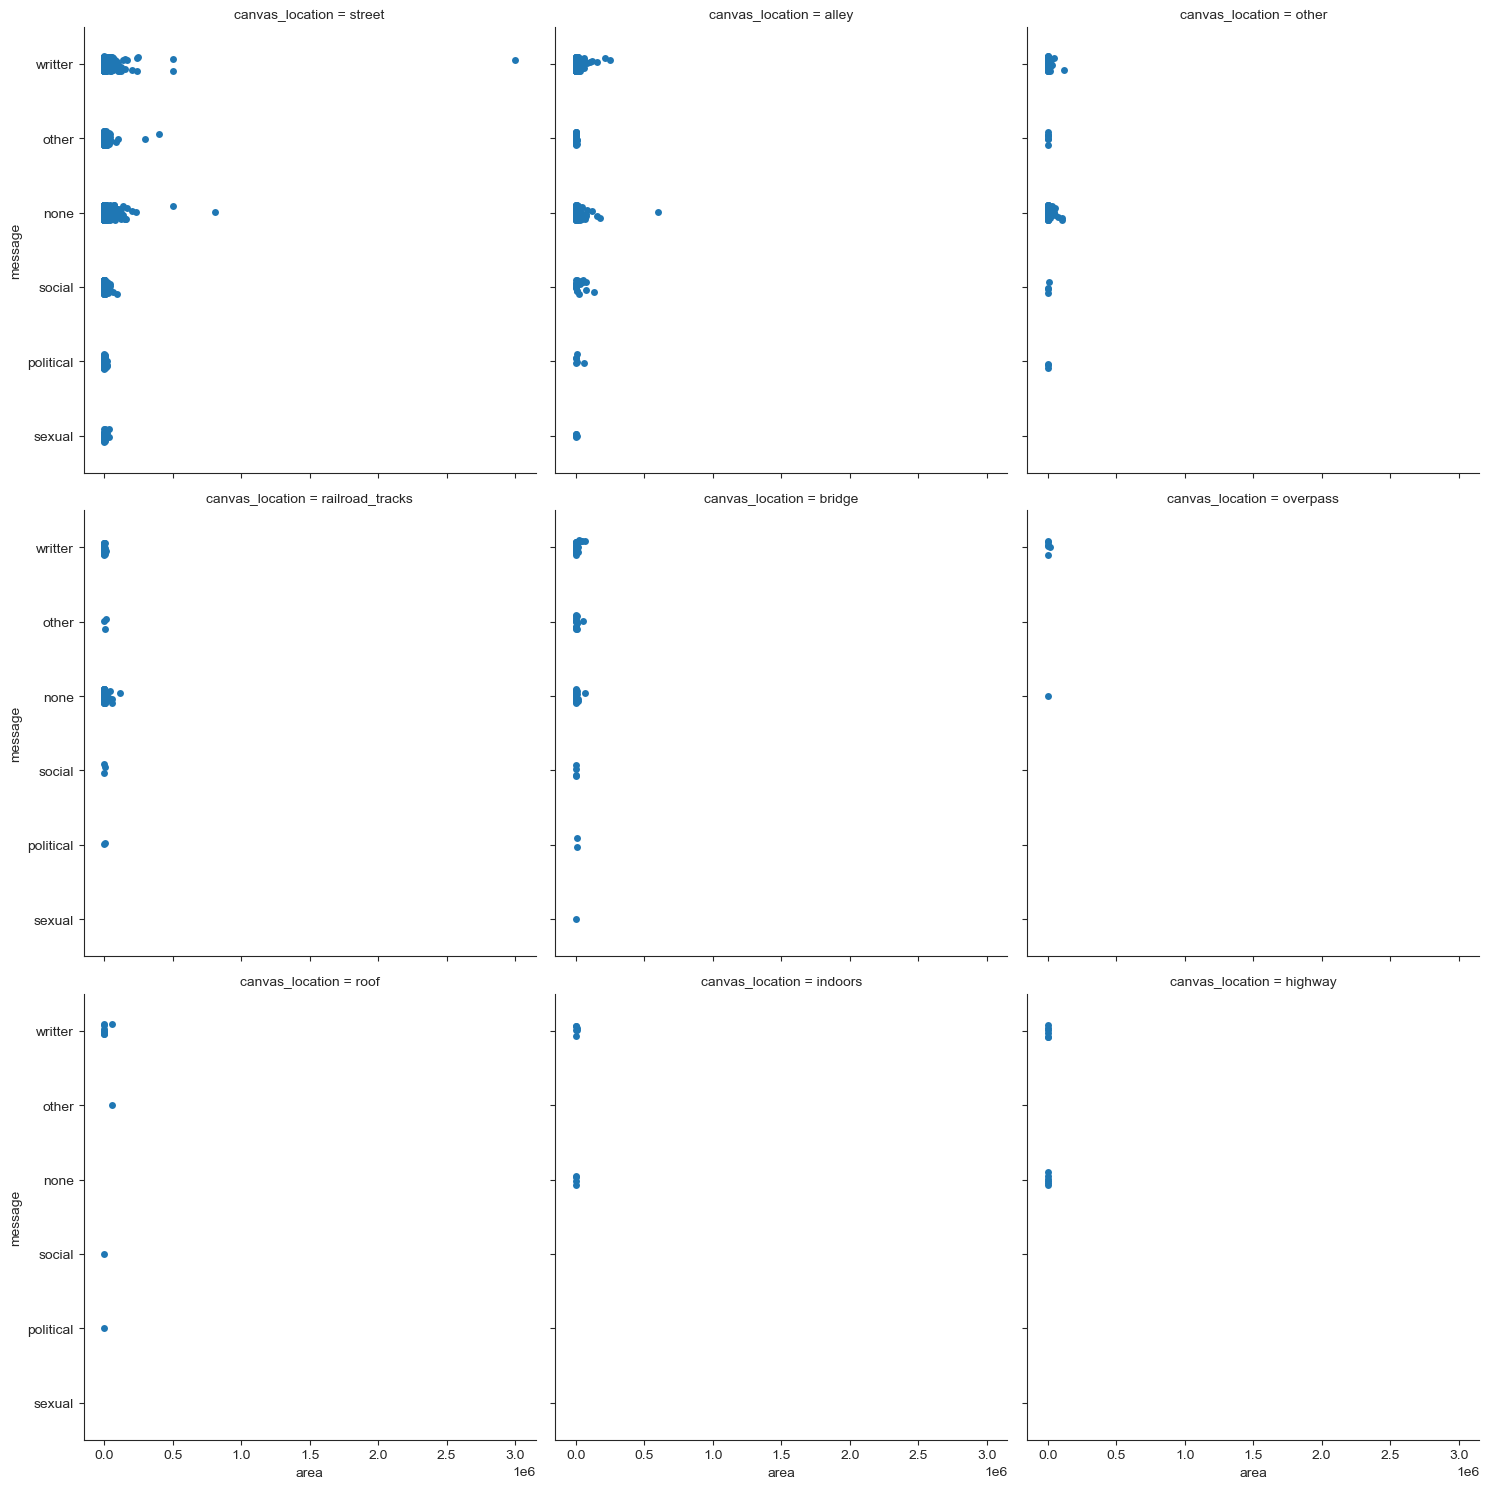 canvas_location = street
canvas_location = alley
canvas_location = other
message
writter
other
none
social
political
sexual
canvas_location = railroad_tracks
canvas_location = bridge
canvas_location = overpass
message
writter
other
none
social
political
sexual
canvas_location = roof
canvas_location = indoors
canvas_location = highway
message
writter
other
none
social
political
sexual
0.0 0.5 1.0 1.5 2.0 2.5 3.0
area
1e6
0.0 0.5 1.0 1.5 2.0 2.5 3.0
area
1e6
0.0 0.5 1.0 1.5 2.0 2.5 3.0
area
1e6